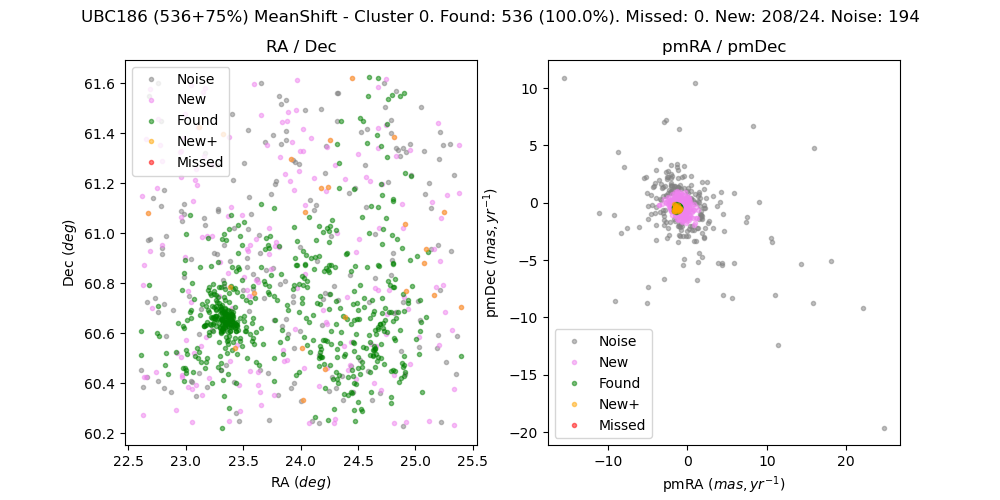 UBC186 (536+75%) MeanShift - Cluster 0. Found: 536 (100.0%). Missed: 0. New: 208/24. Noise: 194
RA / Dec
Dec (deg)
61.6
61.4
61.2
61.0
60.8
60.6
60.4
60.2
Noise
New
Found
New+
Missed
22.5 23.0 23.5 24.0 24.5 25.0 25.5
RA (deg)
pmRA / pmDec
pmDec (mas, yr⁻¹)
10
5
0
−5
−10
−15
−20
Noise
New
Found
New+
Missed
−10 0 10 20
pmRA (mas, yr⁻¹)